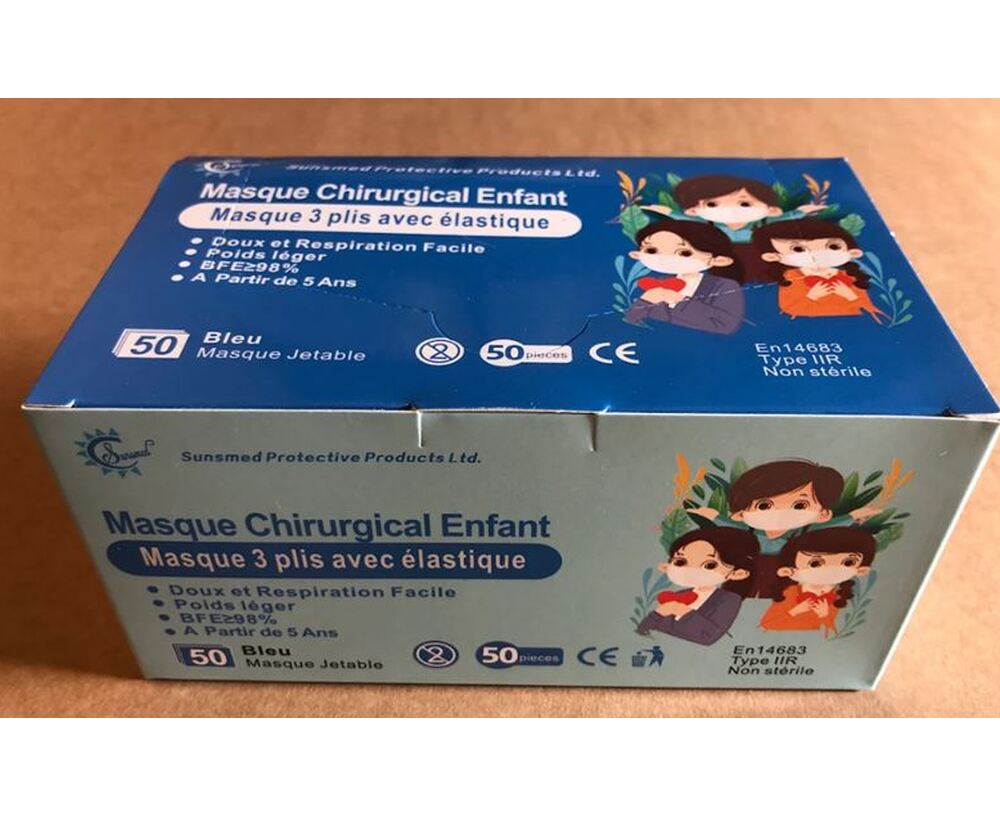 Sunsmed Protective Products Ltd.
Masque Chirurgical Enfant
Masque 3 plis avec élastique
• Doux et Respiration Facile
• Poids léger
• BFE≥98%
• A Partir de 5 Ans
50 Bleu
Masque Jetable
2
50 pieces
CE
En14683
Type IIR
Non stérile
Sunsmed
Sunsmed Protective Products Ltd.
Masque Chirurgical Enfant
Masque 3 plis avec élastique
• Doux et Respiration Facile
• Poids léger
• BFE≥98%
• A Partir de 5 Ans
50 Bleu
Masque Jetable
2
50 pieces
CE
En14683
Type IIR
Non stérile